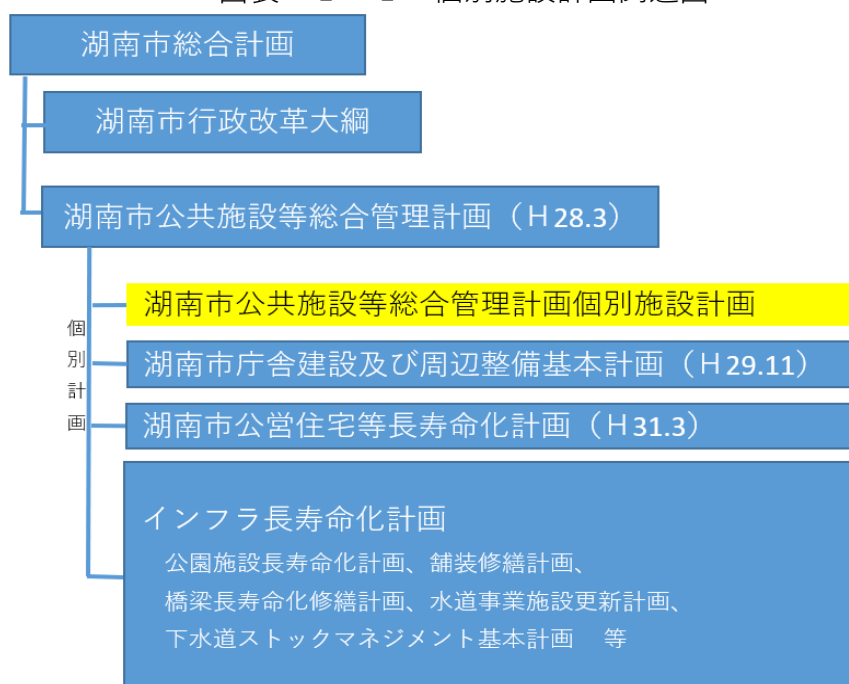 湖南市総合計画
湖南市行政改革大綱
湖南市公共施設等総合管理計画（Ｈ28.3）
個別計画
湖南市公共施設等総合管理計画個別施設計画
湖南市庁舎建設及び周辺整備基本計画（Ｈ29.11）
湖南市公営住宅等長寿命化計画（Ｈ31.3）
インフラ長寿命化計画
公園施設長寿命化計画、舗装修繕計画、
橋梁長寿命化修繕計画、水道事業施設更新計画、
下水道ストックマネジメント基本計画　等